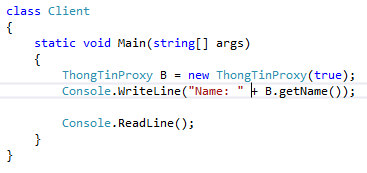 class Client
{
    static void Main(string[] args)
    {
        ThongTinProxy B = new ThongTinProxy(true);
        Console.WriteLine("Name: " + B.getName());

        Console.ReadLine();
    }
}